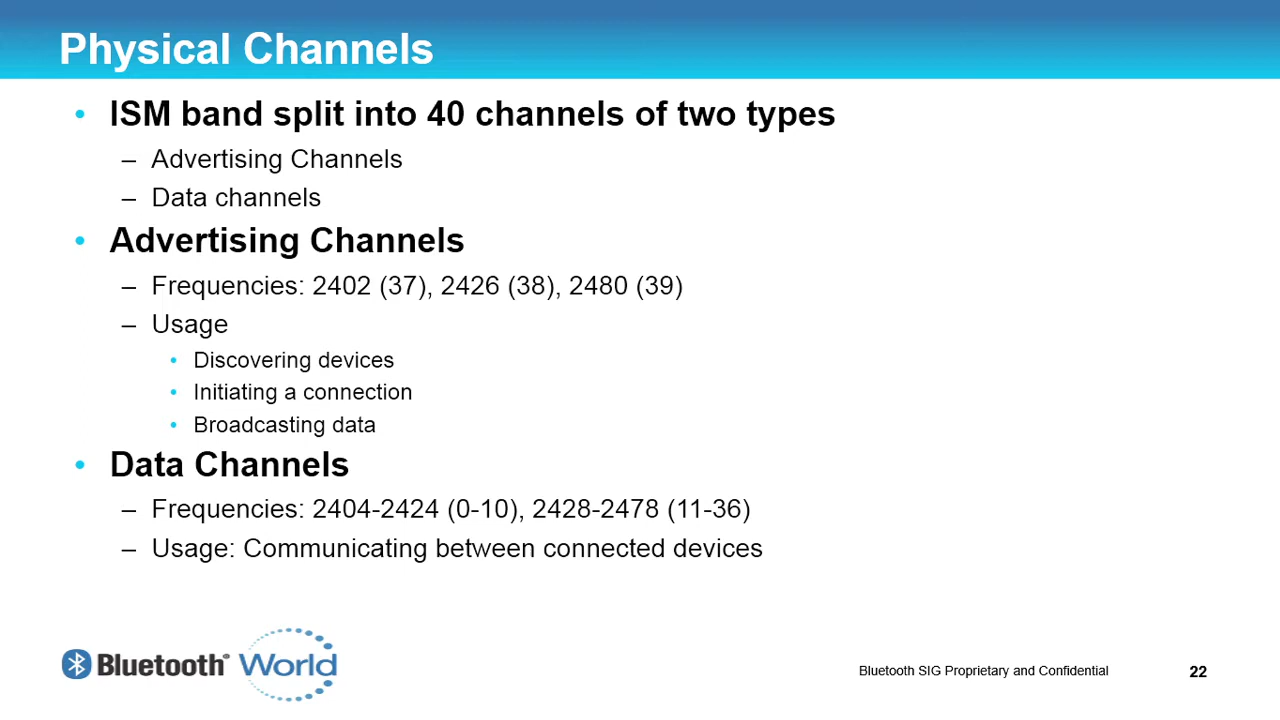 Physical Channels
• ISM band split into 40 channels of two types
– Advertising Channels
– Data channels
• Advertising Channels
– Frequencies: 2402 (37), 2426 (38), 2480 (39)
– Usage
• Discovering devices
• Initiating a connection
• Broadcasting data
• Data Channels
– Frequencies: 2404-2424 (0-10), 2428-2478 (11-36)
– Usage: Communicating between connected devices
Bluetooth® World
Bluetooth SIG Proprietary and Confidential
22